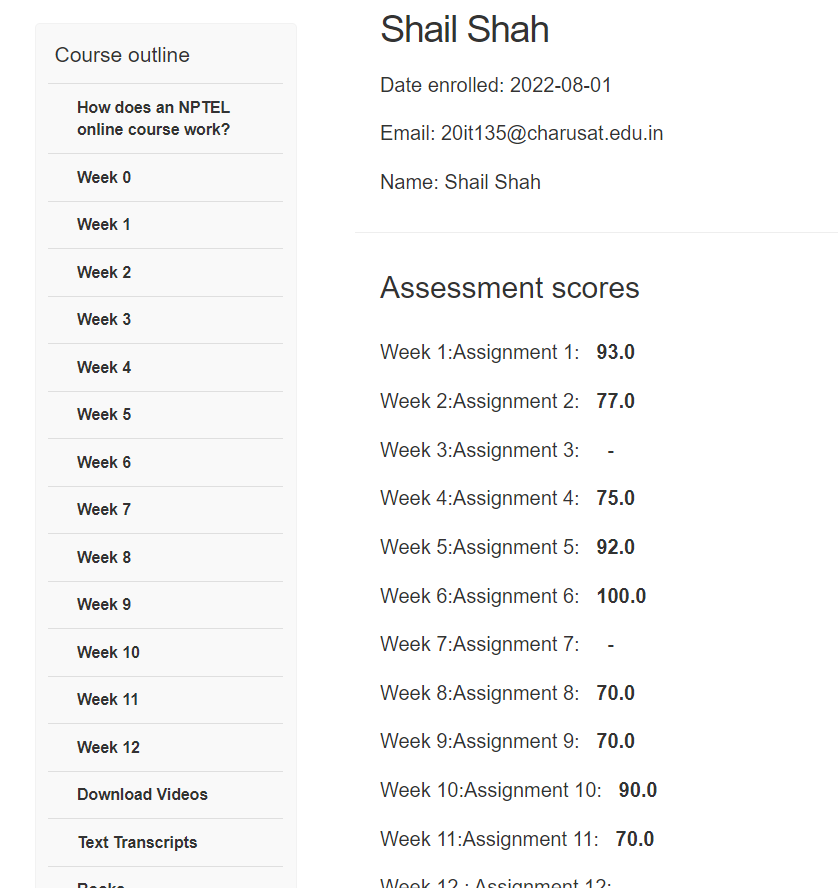 Course outline
How does an NPTEL
online course work?
Week 0
Week 1
Week 2
Week 3
Week 4
Week 5
Week 6
Week 7
Week 8
Week 9
Week 10
Week 11
Week 12
Download Videos
Text Transcripts
Books
Shail Shah
Date enrolled: 2022-08-01
Email: 20it135@charusat.edu.in
Name: Shail Shah
Assessment scores
Week 1:Assignment 1: 93.0
Week 2:Assignment 2: 77.0
Week 3:Assignment 3: -
Week 4:Assignment 4: 75.0
Week 5:Assignment 5: 92.0
Week 6:Assignment 6: 100.0
Week 7:Assignment 7: -
Week 8:Assignment 8: 70.0
Week 9:Assignment 9: 70.0
Week 10:Assignment 10: 90.0
Week 11:Assignment 11: 70.0
Week 12 : Assignment 12: